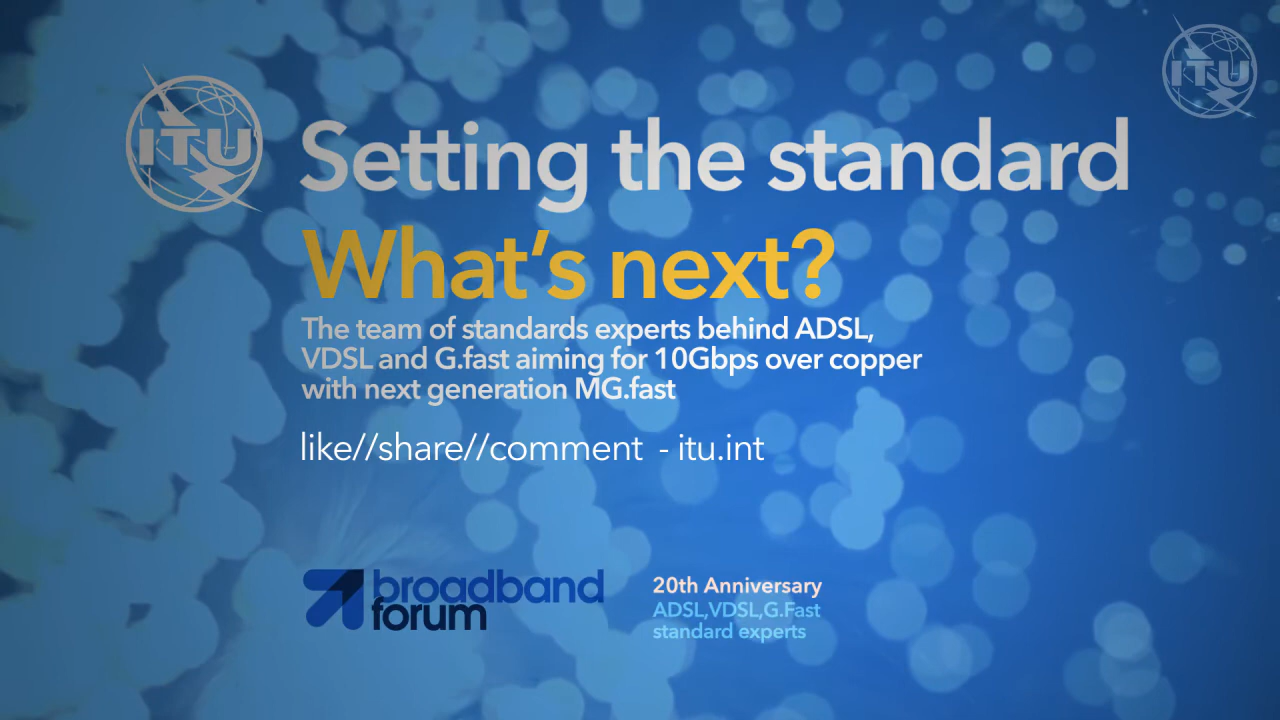 ITU
ITU
Setting the standard
What's next?
The team of standards experts behind ADSL,
VDSL and G.fast aiming for 10Gbps over copper
with next generation MG.fast
like//share//comment - itu.int
broadband
forum
20th Anniversary
ADSL,VDSL,G.Fast
standard experts